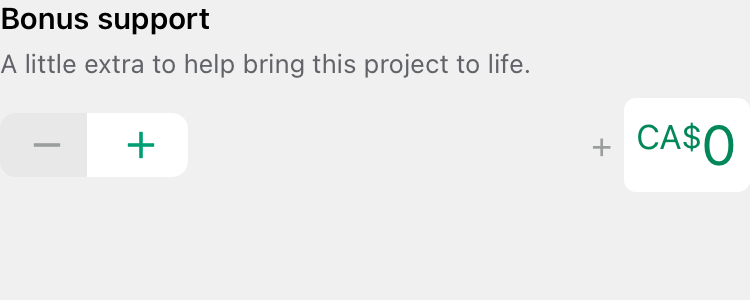 Bonus support
A little extra to help bring this project to life.
− + + CA$0